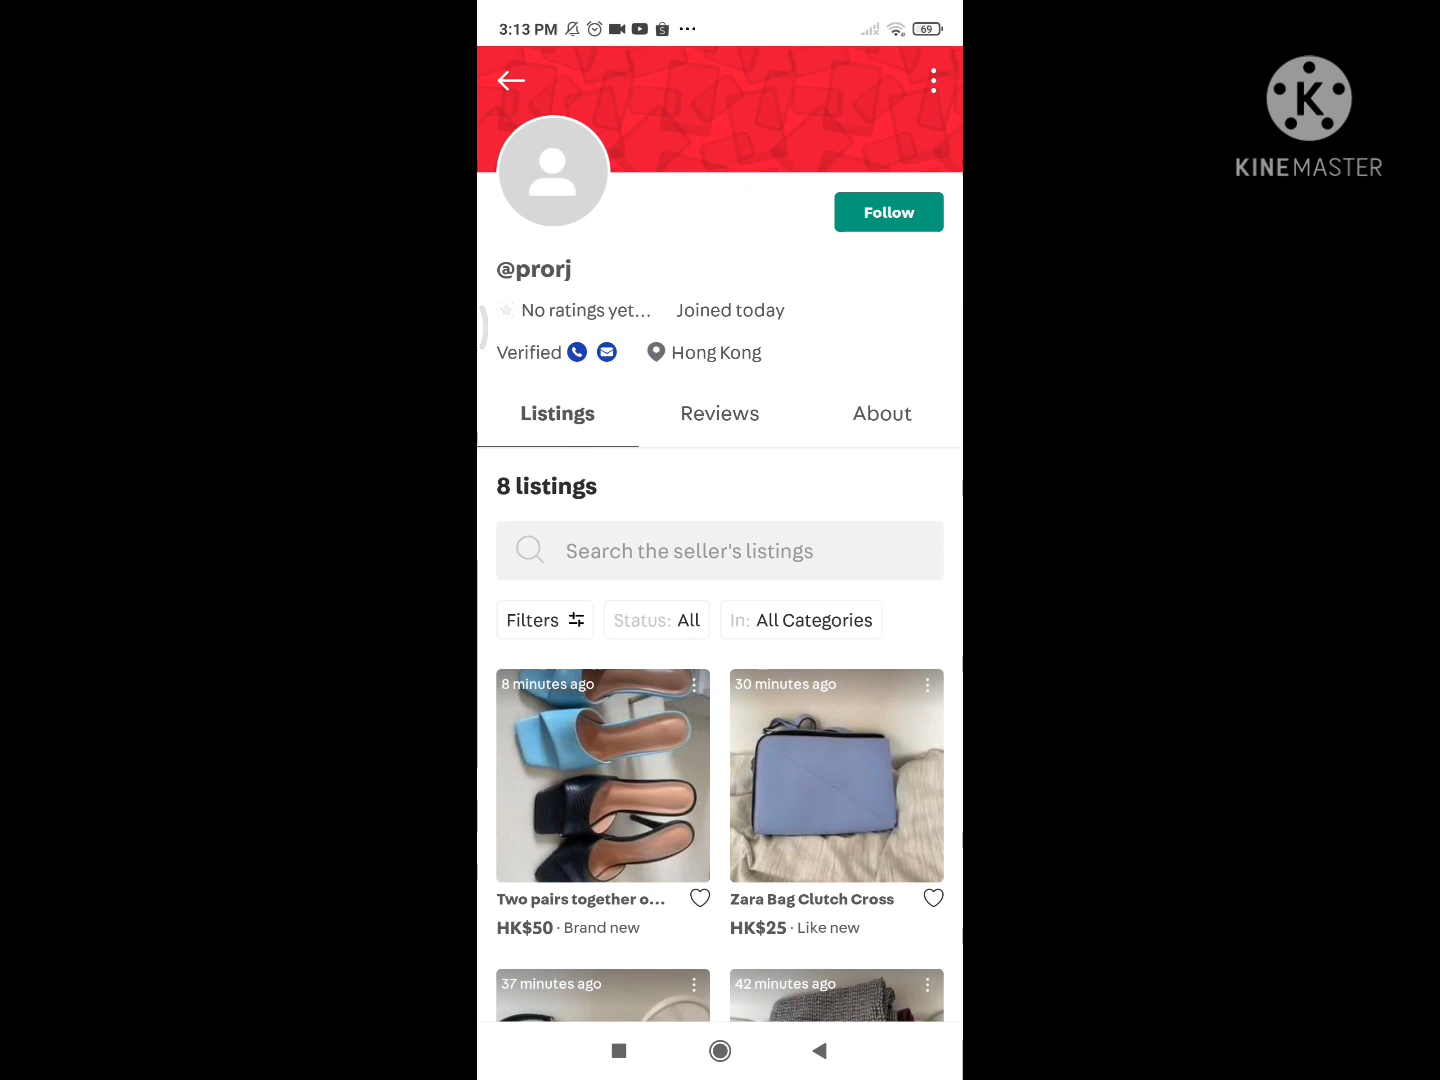 3:13 PM
69
K
KINEMASTER
Follow
@prorj
No ratings yet... Joined today
Verified Hong Kong
Listings Reviews About
8 listings
Search the seller's listings
Filters Status: All In: All Categories
8 minutes ago 30 minutes ago
Two pairs together o... Zara Bag Clutch Cross
HK$50 · Brand new HK$25 · Like new
37 minutes ago 42 minutes ago